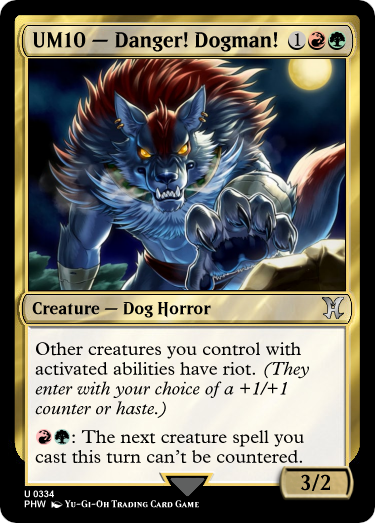 UM10 — Danger! Dogman! 1
Creature — Dog Horror
Other creatures you control with
activated abilities have riot. (They
enter with your choice of a +1/+1
counter or haste.)
: The next creature spell you
cast this turn can't be countered.
3/2
U 0334
PHW Yu-Gi-Oh Trading Card Game